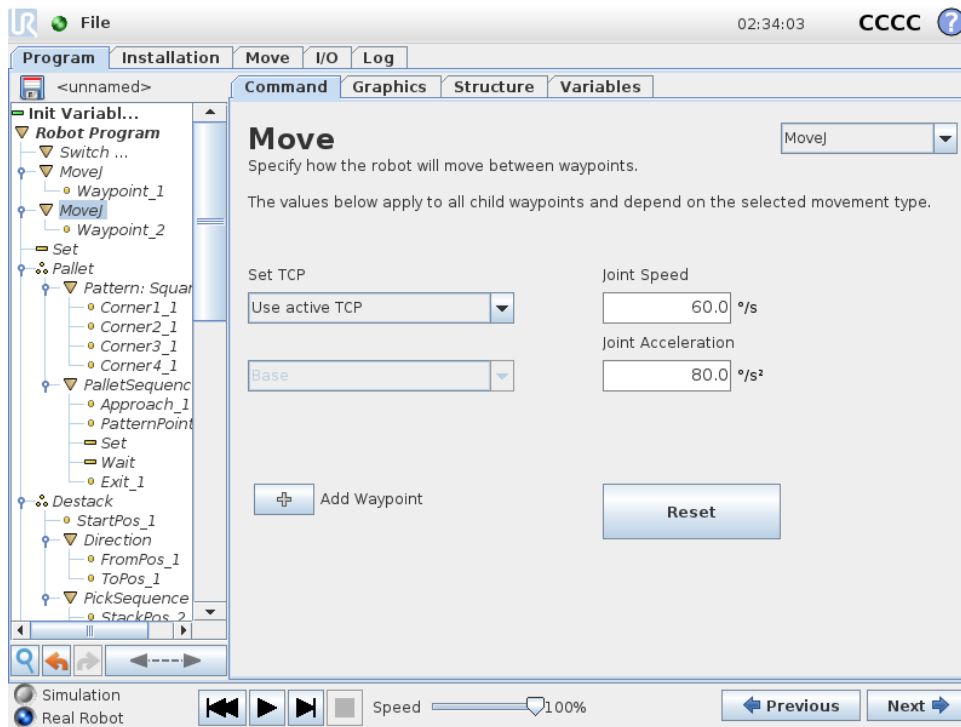 UR File 02:34:03 CCCC ?
Program Installation Move I/O Log
<unnamed>
Command Graphics Structure Variables
Init Variabl...
Robot Program
Switch ...
MoveJ
Waypoint_1
MoveJ
Waypoint_2
Set
Pallet
Pattern: Squar
Corner1_1
Corner2_1
Corner3_1
Corner4_1
PalletSequenc
Approach_1
PatternPoint
Set
Wait
Exit_1
Destack
StartPos_1
Direction
FromPos_1
ToPos_1
PickSequence
StackPos_2
Move
MoveJ
Specify how the robot will move between waypoints.
The values below apply to all child waypoints and depend on the selected movement type.
Set TCP
Joint Speed
Use active TCP
60.0 °/s
Joint Acceleration
Base
80.0 °/s²
Add Waypoint
Reset
Simulation
Real Robot
Speed 100%
Previous Next